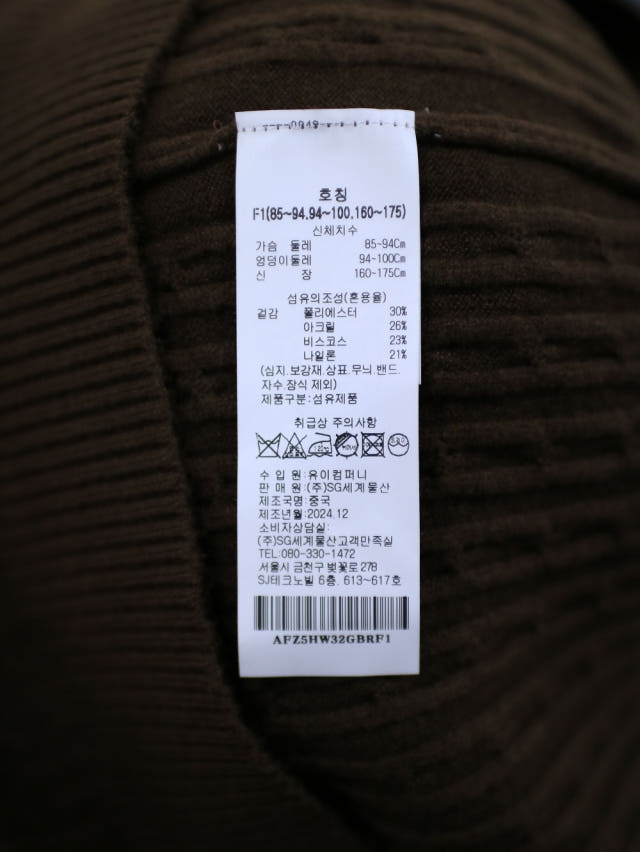 호칭
F1(85~94,94~100,160~175)
신체치수
가슴 둘레 85~94Cm
엉덩이둘레 94~100Cm
신 장 160~175Cm
섬유의조성(혼용율)
겉감 폴리에스터 30%
아크릴 26%
비스코스 23%
나일론 21%
(심지.보강재.상표.무늬.밴드.
자수.장식 제외)
제품구분:섬유제품
취급상 주의사항
수 입 원:유이컴퍼니
판 매 원:(주)SG세계물산
제조국명:중국
제조년월:2024.12
소비자상담실:
(주)SG세계물산고객만족실
TEL:080-330-1472
서울시 금천구 벚꽃로 278
SJ테크노빌 6층. 613~617호
AFZ5HW32GBRF1